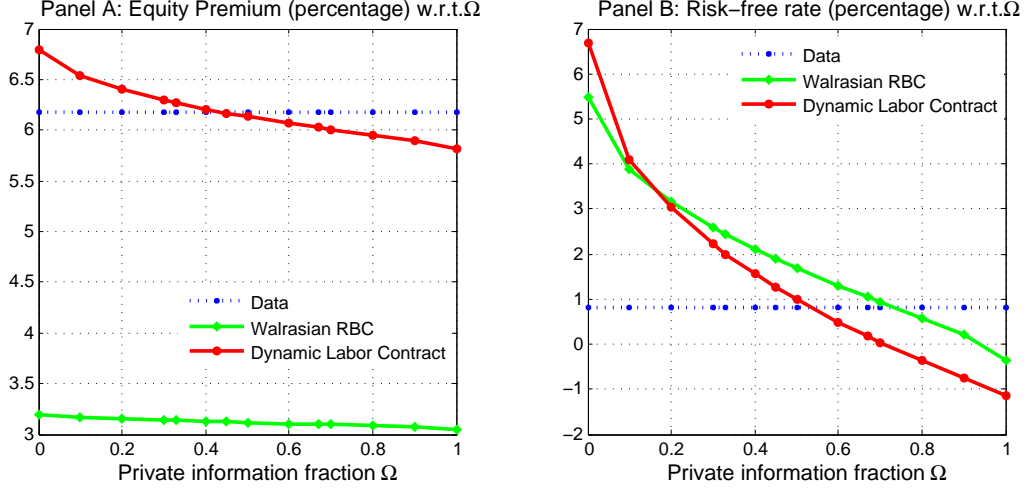 Panel A: Equity Premium (percentage) w.r.t.Ω
7
6.5
6
5.5
5
4.5
4
3.5
3
Data
Walrasian RBC
Dynamic Labor Contract
0 0.2 0.4 0.6 0.8 1
Private information fraction Ω
Panel B: Risk−free rate (percentage) w.r.t.Ω
7
6
5
4
3
2
1
0
−1
−2
Data
Walrasian RBC
Dynamic Labor Contract
0 0.2 0.4 0.6 0.8 1
Private information fraction Ω